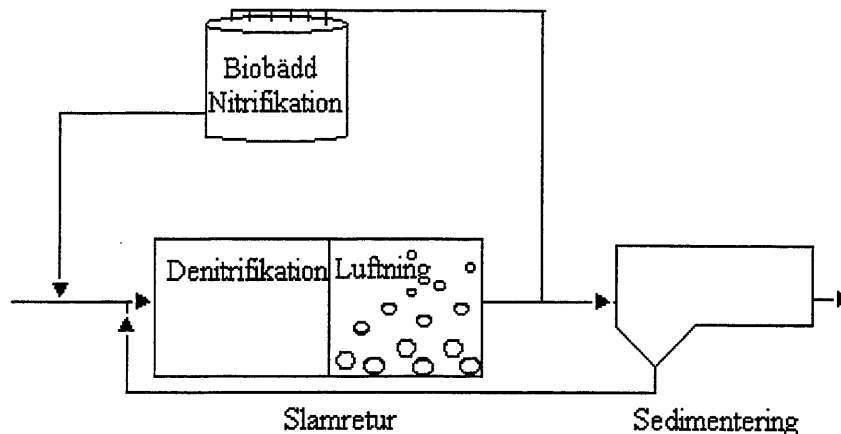 Biobädd
Nitrifikation
Denitrifikation
Luftning
Slamretur
Sedimentering